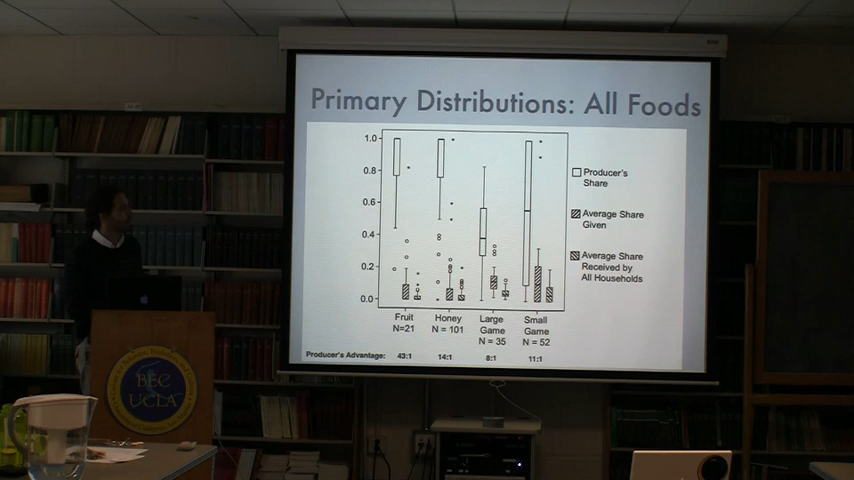 Primary Distributions: All Foods
1.0
0.8
0.6
0.4
0.2
0.0
Producer's
Share
Average Share
Given
Average Share
Received by
All Households
Fruit
N=21
Honey
N = 101
Large
Game
N = 35
Small
Game
N = 52
Producer's Advantage: 43:1 14:1 8:1 11:1
BEC
UCLA